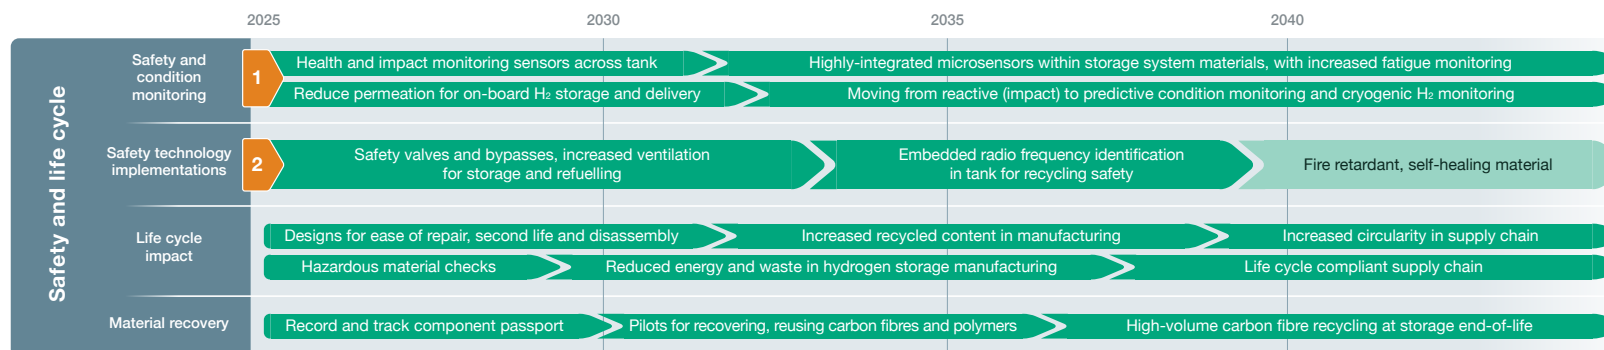 2025
2030
2035
2040
Safety and life cycle
Safety and
condition
monitoring
1
Health and impact monitoring sensors across tank
Highly-integrated microsensors within storage system materials, with increased fatigue monitoring
Reduce permeation for on-board H₂ storage and delivery
Moving from reactive (impact) to predictive condition monitoring and cryogenic H₂ monitoring
Safety technology
implementations
2
Safety valves and bypasses, increased ventilation
for storage and refuelling
Embedded radio frequency identification
in tank for recycling safety
Fire retardant, self-healing material
Life cycle
impact
Designs for ease of repair, second life and disassembly
Increased recycled content in manufacturing
Increased circularity in supply chain
Hazardous material checks
Reduced energy and waste in hydrogen storage manufacturing
Life cycle compliant supply chain
Material recovery
Record and track component passport
Pilots for recovering, reusing carbon fibres and polymers
High-volume carbon fibre recycling at storage end-of-life